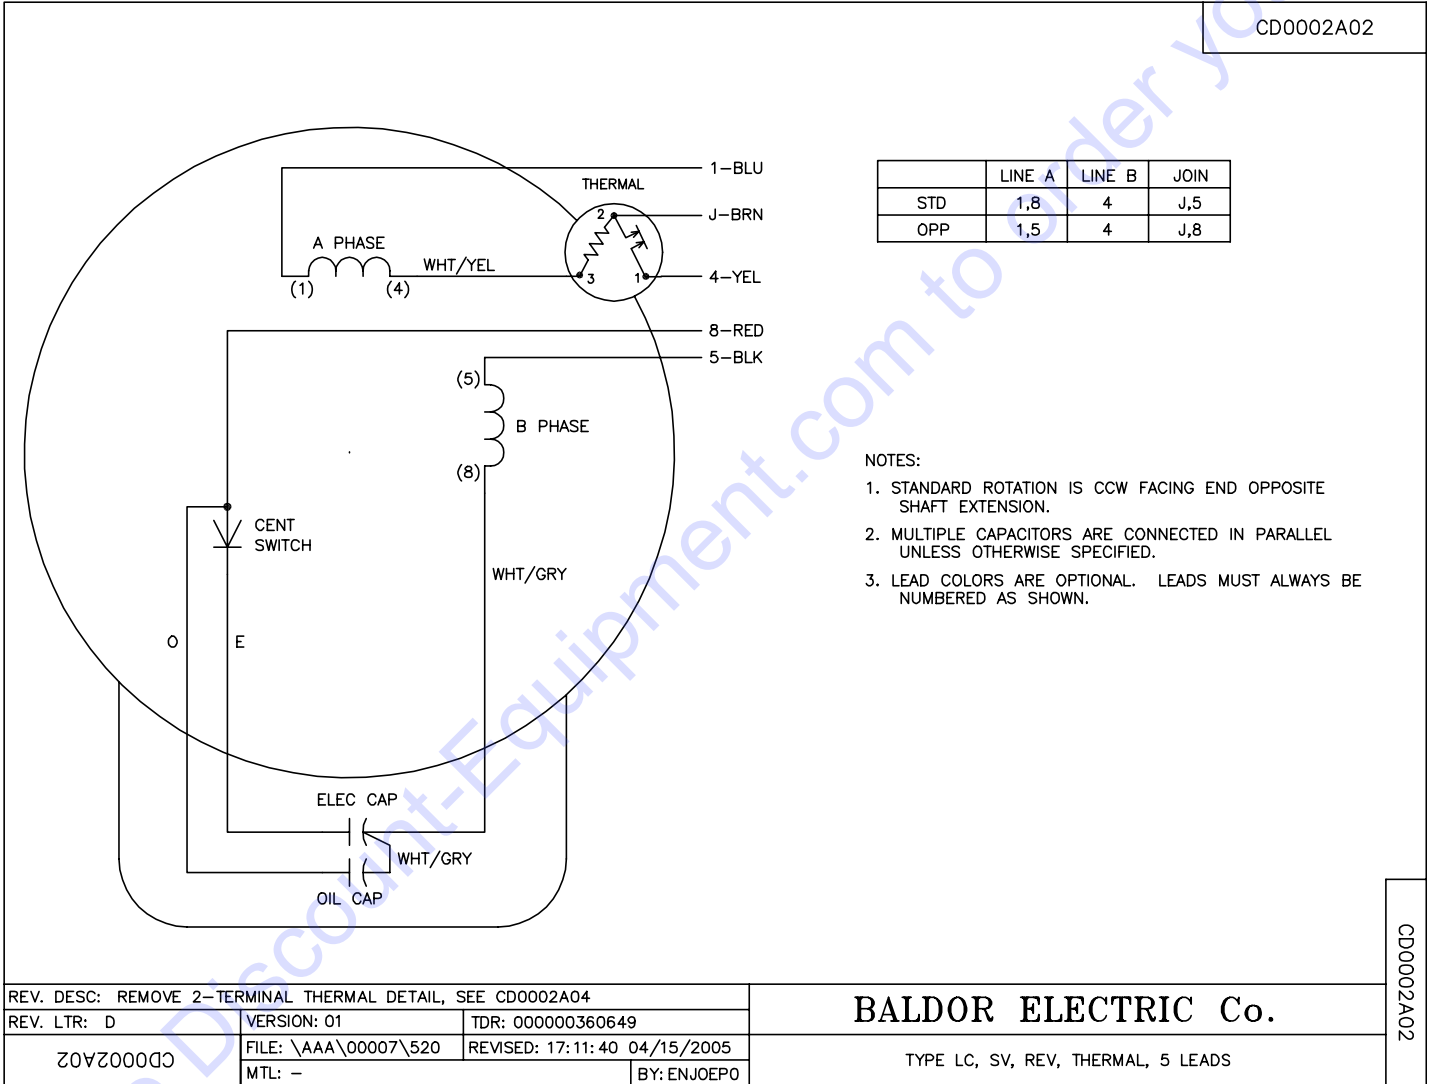 CD0002A02
1-BLU
THERMAL
J-BRN
2
A PHASE
WHT/YEL
3
1
4-YEL
(1)
(4)
8-RED
5-BLK
(5)
B PHASE
(8)
CENT
SWITCH
WHT/GRY
O
E
ELEC CAP
WHT/GRY
OIL CAP
LINE A LINE B JOIN
STD 1,8 4 J,5
OPP 1,5 4 J,8
NOTES:
1. STANDARD ROTATION IS CCW FACING END OPPOSITE
SHAFT EXTENSION.
2. MULTIPLE CAPACITORS ARE CONNECTED IN PARALLEL
UNLESS OTHERWISE SPECIFIED.
3. LEAD COLORS ARE OPTIONAL. LEADS MUST ALWAYS BE
NUMBERED AS SHOWN.
Discount-Equipment.com to order
CD0002A02
REV. DESC: REMOVE 2-TERMINAL THERMAL DETAIL, SEE CD0002A04
REV. LTR: D
VERSION: 01
TDR: 000000360649
CD0002A02
FILE: \AAA\00007\520
REVISED: 17:11:40 04/15/2005
MTL: -
BY: ENJOEPO
BALDOR ELECTRIC Co.
TYPE LC, SV, REV, THERMAL, 5 LEADS